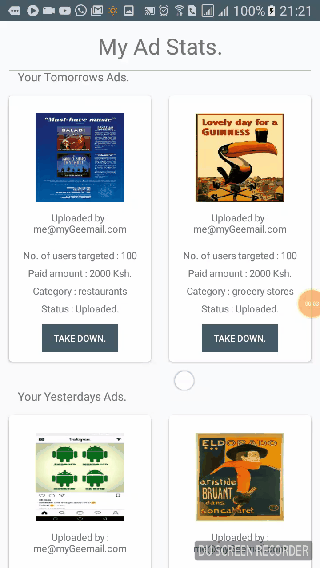 100% 21:21
My Ad Stats.
Your Tomorrows Ads.
"Must-have music"
Lovely day for a
GUINNESS
Uploaded by
me@myGeemail.com
No. of users targeted : 100
Paid amount : 2000 Ksh.
Category : restaurants
Status : Uploaded.
TAKE DOWN.
Uploaded by
me@myGeemail.com
No. of users targeted : 100
Paid amount : 2000 Ksh.
Category : grocery stores
Status : Uploaded.
TAKE DOWN.
Your Yesterdays Ads.
Instagram
ELDORADO
aristide
BRUANT
dans
son cabaret
Uploaded by :
me@myGeemail.com
Uploaded by :
DU SCREEN RECORDER